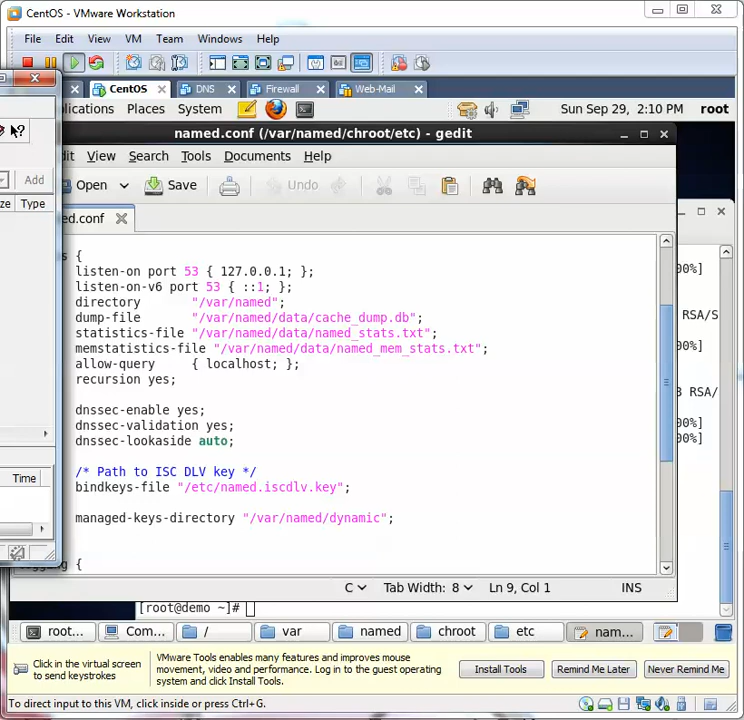 CentOS - VMware Workstation
File Edit View VM Team Windows Help
CentOS DNS Firewall Web-Mail
plications Places System Sun Sep 29, 2:10 PM root
named.conf (/var/named/chroot/etc) - gedit
dit View Search Tools Documents Help
Add
Open Save Undo
ze Type
ed.conf
s {
listen-on port 53 { 127.0.0.1; };
listen-on-v6 port 53 { ::1; };
directory "/var/named";
dump-file "/var/named/data/cache_dump.db";
statistics-file "/var/named/data/named_stats.txt";
memstatistics-file "/var/named/data/named_mem_stats.txt";
allow-query { localhost; };
recursion yes;
dnssec-enable yes;
dnssec-validation yes;
dnssec-lookaside auto;
/* Path to ISC DLV key */
bindkeys-file "/etc/named.iscdlv.key";
managed-keys-directory "/var/named/dynamic";
00%]
RSA/S
00%]
RSA/
00%]
00%]
Time
C Tab Width: 8 Ln 9, Col 1 INS
[root@demo ~]#
root... Com... / var named chroot etc nam...
Click in the virtual screen
to send keystrokes
VMware Tools enables many features and improves mouse
movement, video and performance. Log in to the guest operating
system and click Install Tools.
Install Tools Remind Me Later Never Remind Me
To direct input to this VM, click inside or press Ctrl+G.